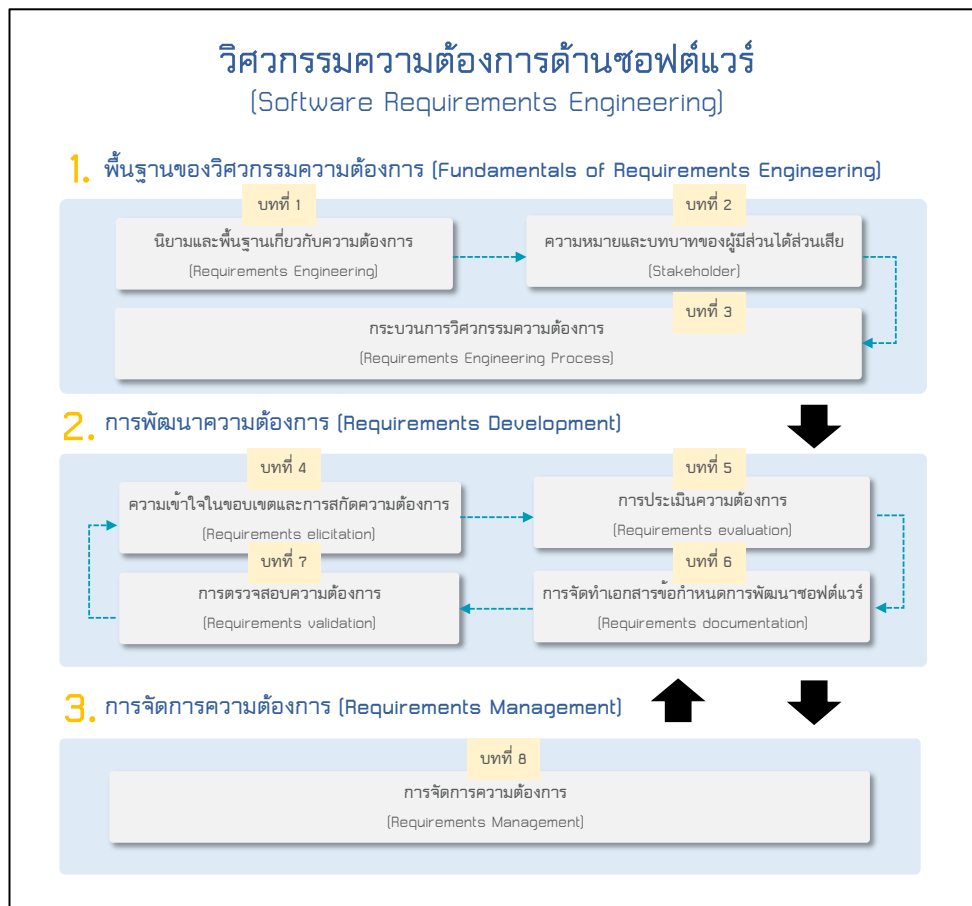 วิศวกรรมความต้องการด้านซอฟต์แวร์
(Software Requirements Engineering)
1. พื้นฐานของวิศวกรรมความต้องการ (Fundamentals of Requirements Engineering)
บทที่ 1
นิยามและพื้นฐานเกี่ยวกับความต้องการ
(Requirements Engineering)
บทที่ 2
ความหมายและบทบาทของผู้มีส่วนได้ส่วนเสีย
(Stakeholder)
บทที่ 3
กระบวนการวิศวกรรมความต้องการ
(Requirements Engineering Process)
2. การพัฒนาความต้องการ (Requirements Development)
บทที่ 4
ความเข้าใจในขอบเขตและการสกัดความต้องการ
(Requirements elicitation)
บทที่ 5
การประเมินความต้องการ
(Requirements evaluation)
บทที่ 6
การจัดทำเอกสารข้อกำหนดการพัฒนาซอฟต์แวร์
(Requirements documentation)
บทที่ 7
การตรวจสอบความต้องการ
(Requirements validation)
3. การจัดการความต้องการ (Requirements Management)
บทที่ 8
การจัดการความต้องการ
(Requirements Management)